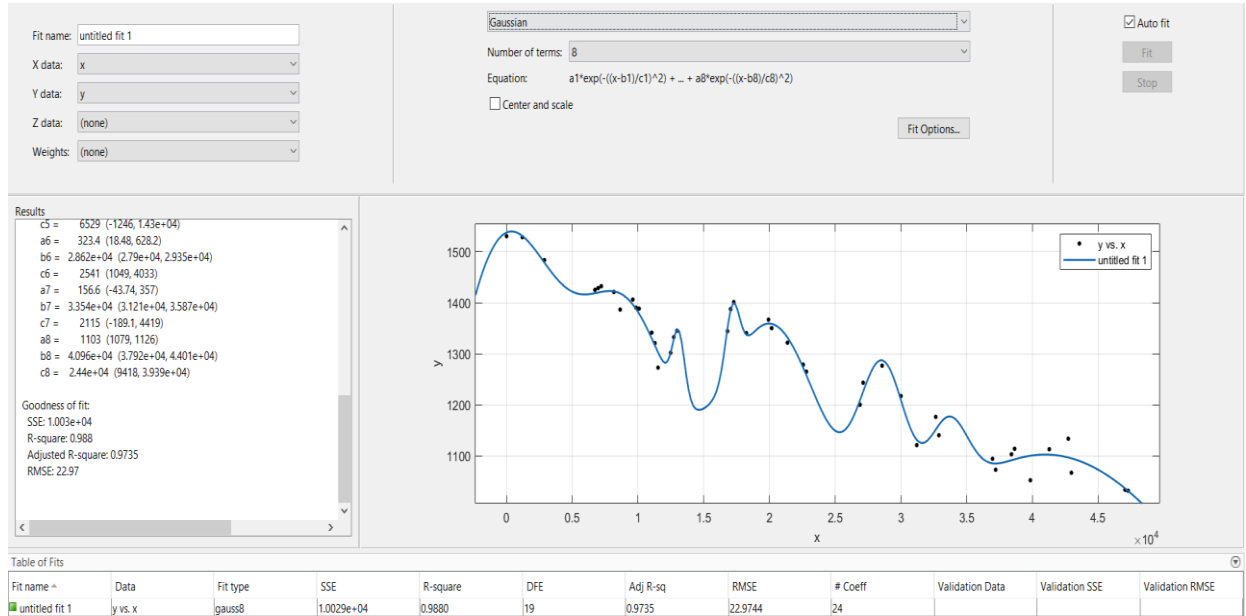 Fit name: untitled fit 1
X data: x
Y data: y
Z data: (none)
Weights: (none)
Gaussian
Number of terms: 8
Equation: a1*exp(-((x-b1)/c1)^2) + ... + a8*exp(-((x-b8)/c8)^2)
Center and scale
Fit Options...
Auto fit
Fit
Stop
Results
c5 = 6529 (-1246, 1.43e+04)
a6 = 323.4 (18.48, 628.2)
b6 = 2.862e+04 (2.79e+04, 2.935e+04)
c6 = 2541 (1049, 4033)
a7 = 156.6 (-43.74, 357)
b7 = 3.354e+04 (3.121e+04, 3.587e+04)
c7 = 2115 (-189.1, 4419)
a8 = 1103 (1079, 1126)
b8 = 4.096e+04 (3.792e+04, 4.401e+04)
c8 = 2.44e+04 (9418, 3.939e+04)
Goodness of fit:
SSE: 1.003e+04
R-square: 0.988
Adjusted R-square: 0.9735
RMSE: 22.97
y vs. x
untitled fit 1
1500
1400
1300
1200
1100
y
0 0.5 1 1.5 2 2.5 3 3.5 4 4.5
x
×10^4
Table of Fits
Fit name Data Fit type SSE R-square DFE Adj R-sq RMSE # Coeff Validation Data Validation SSE Validation RMSE
untitled fit 1 y vs. x gauss8 1.0029e+04 0.9880 19 0.9735 22.9744 24